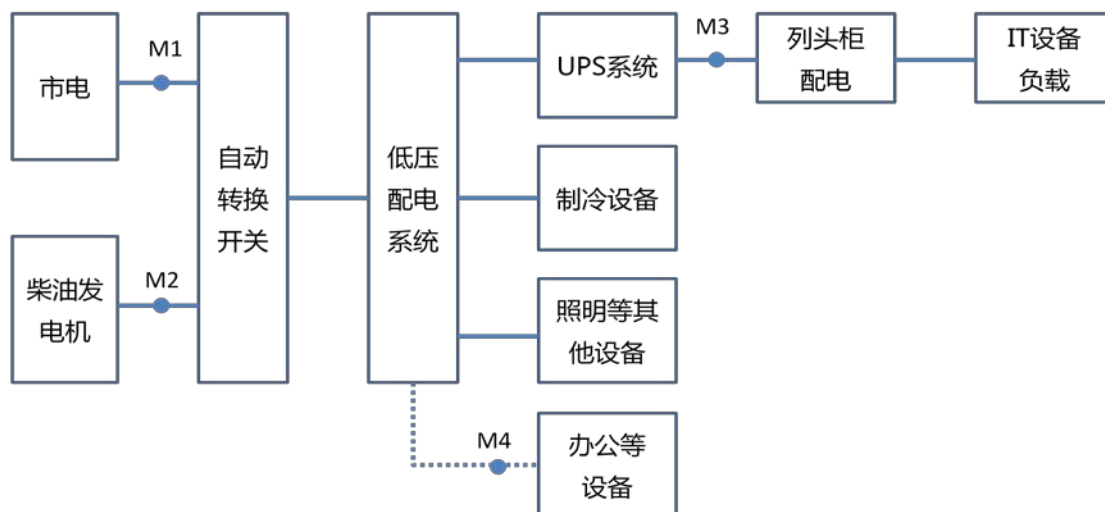 市电
M1
柴油发
电机
M2
自动
转换
开关
低压
配电
系统
UPS系统
M3
列头柜
配电
IT设备
负载
制冷设备
照明等其
他设备
M4
办公等
设备